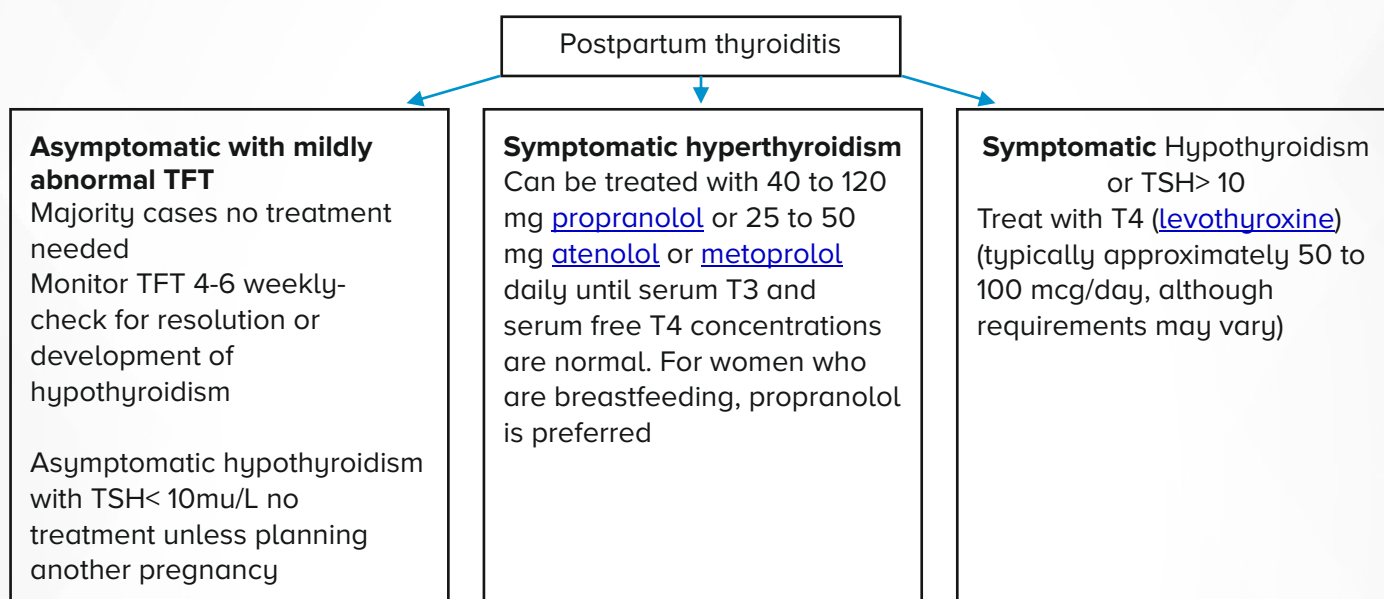 Postpartum thyroiditis
Asymptomatic with mildly
abnormal TFT
Majority cases no treatment
needed
Monitor TFT 4-6 weekly-
check for resolution or
development of
hypothyroidism
Asymptomatic hypothyroidism
with TSH< 10mu/L no
treatment unless planning
another pregnancy
Symptomatic hyperthyroidism
Can be treated with 40 to 120
mg propranolol or 25 to 50
mg atenolol or metoprolol
daily until serum T3 and
serum free T4 concentrations
are normal. For women who
are breastfeeding, propranolol
is preferred
Symptomatic Hypothyroidism
or TSH> 10
Treat with T4 (levothyroxine)
(typically approximately 50 to
100 mcg/day, although
requirements may vary)